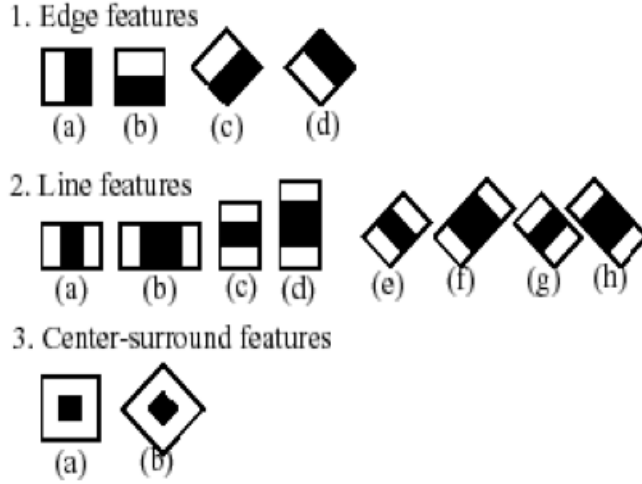 1. Edge features
(a) (b) (c) (d)
2. Line features
(a) (b) (c) (d) (e) (f) (g) (h)
3. Center-surround features
(a) (b)